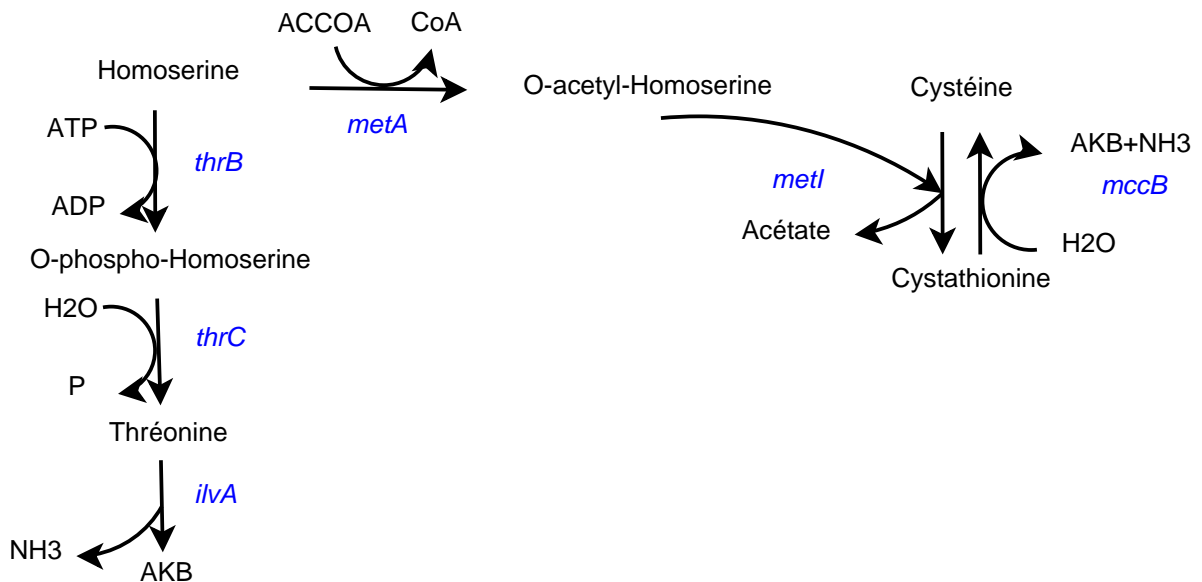 ACCOA
CoA
Homoserine
O-acetyl-Homoserine
Cystéine
ATP
metA
thrB
AKB+NH3
metI
mccB
ADP
Acétate
H2O
O-phospho-Homoserine
Cystathionine
H2O
thrC
P
Thréonine
ilvA
NH3
AKB